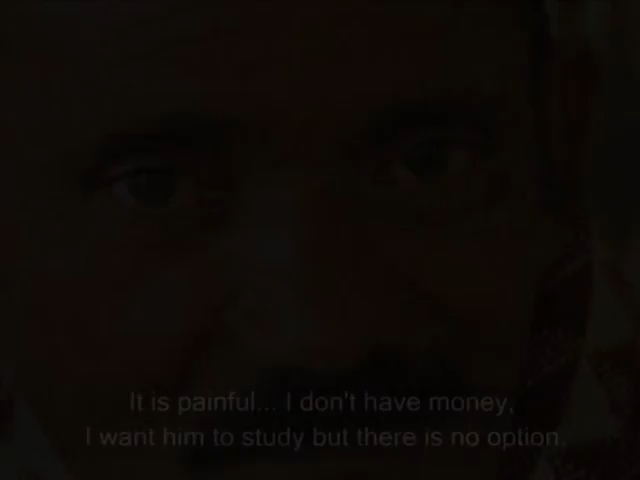 It is painful... I don't have money,
I want him to study but there is no option.